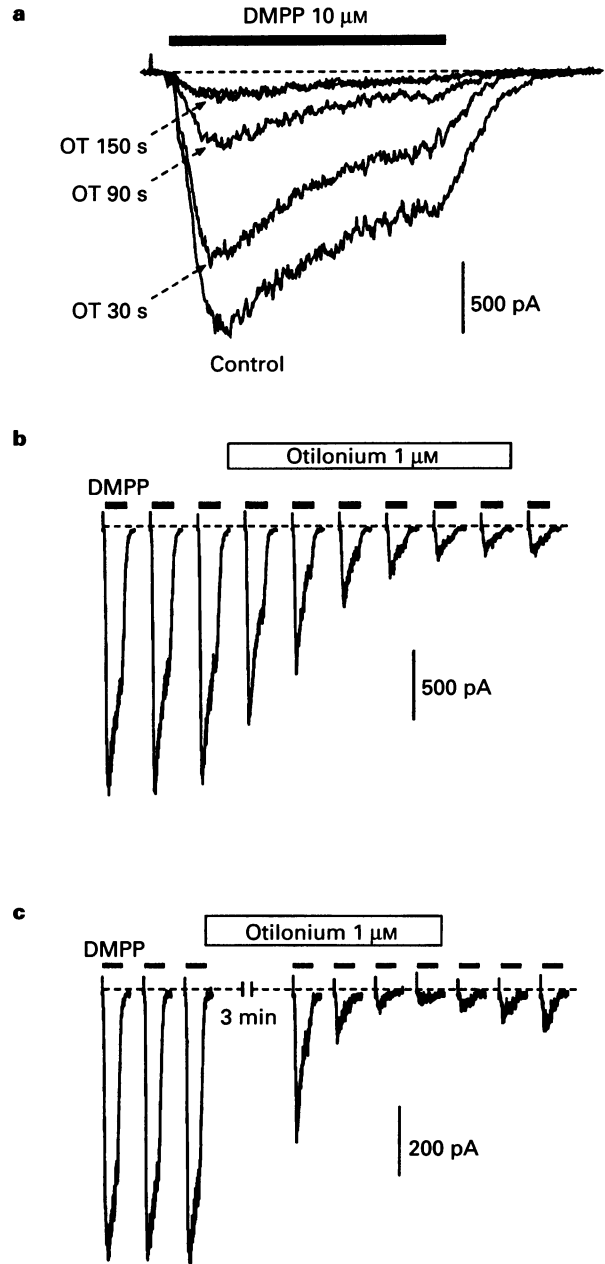 a
DMPP 10 μM
OT 150 s
OT 90 s
OT 30 s
500 pA
Control
b
Otilonium 1 μM
DMPP
500 pA
c
Otilonium 1 μM
DMPP
3 min
200 pA